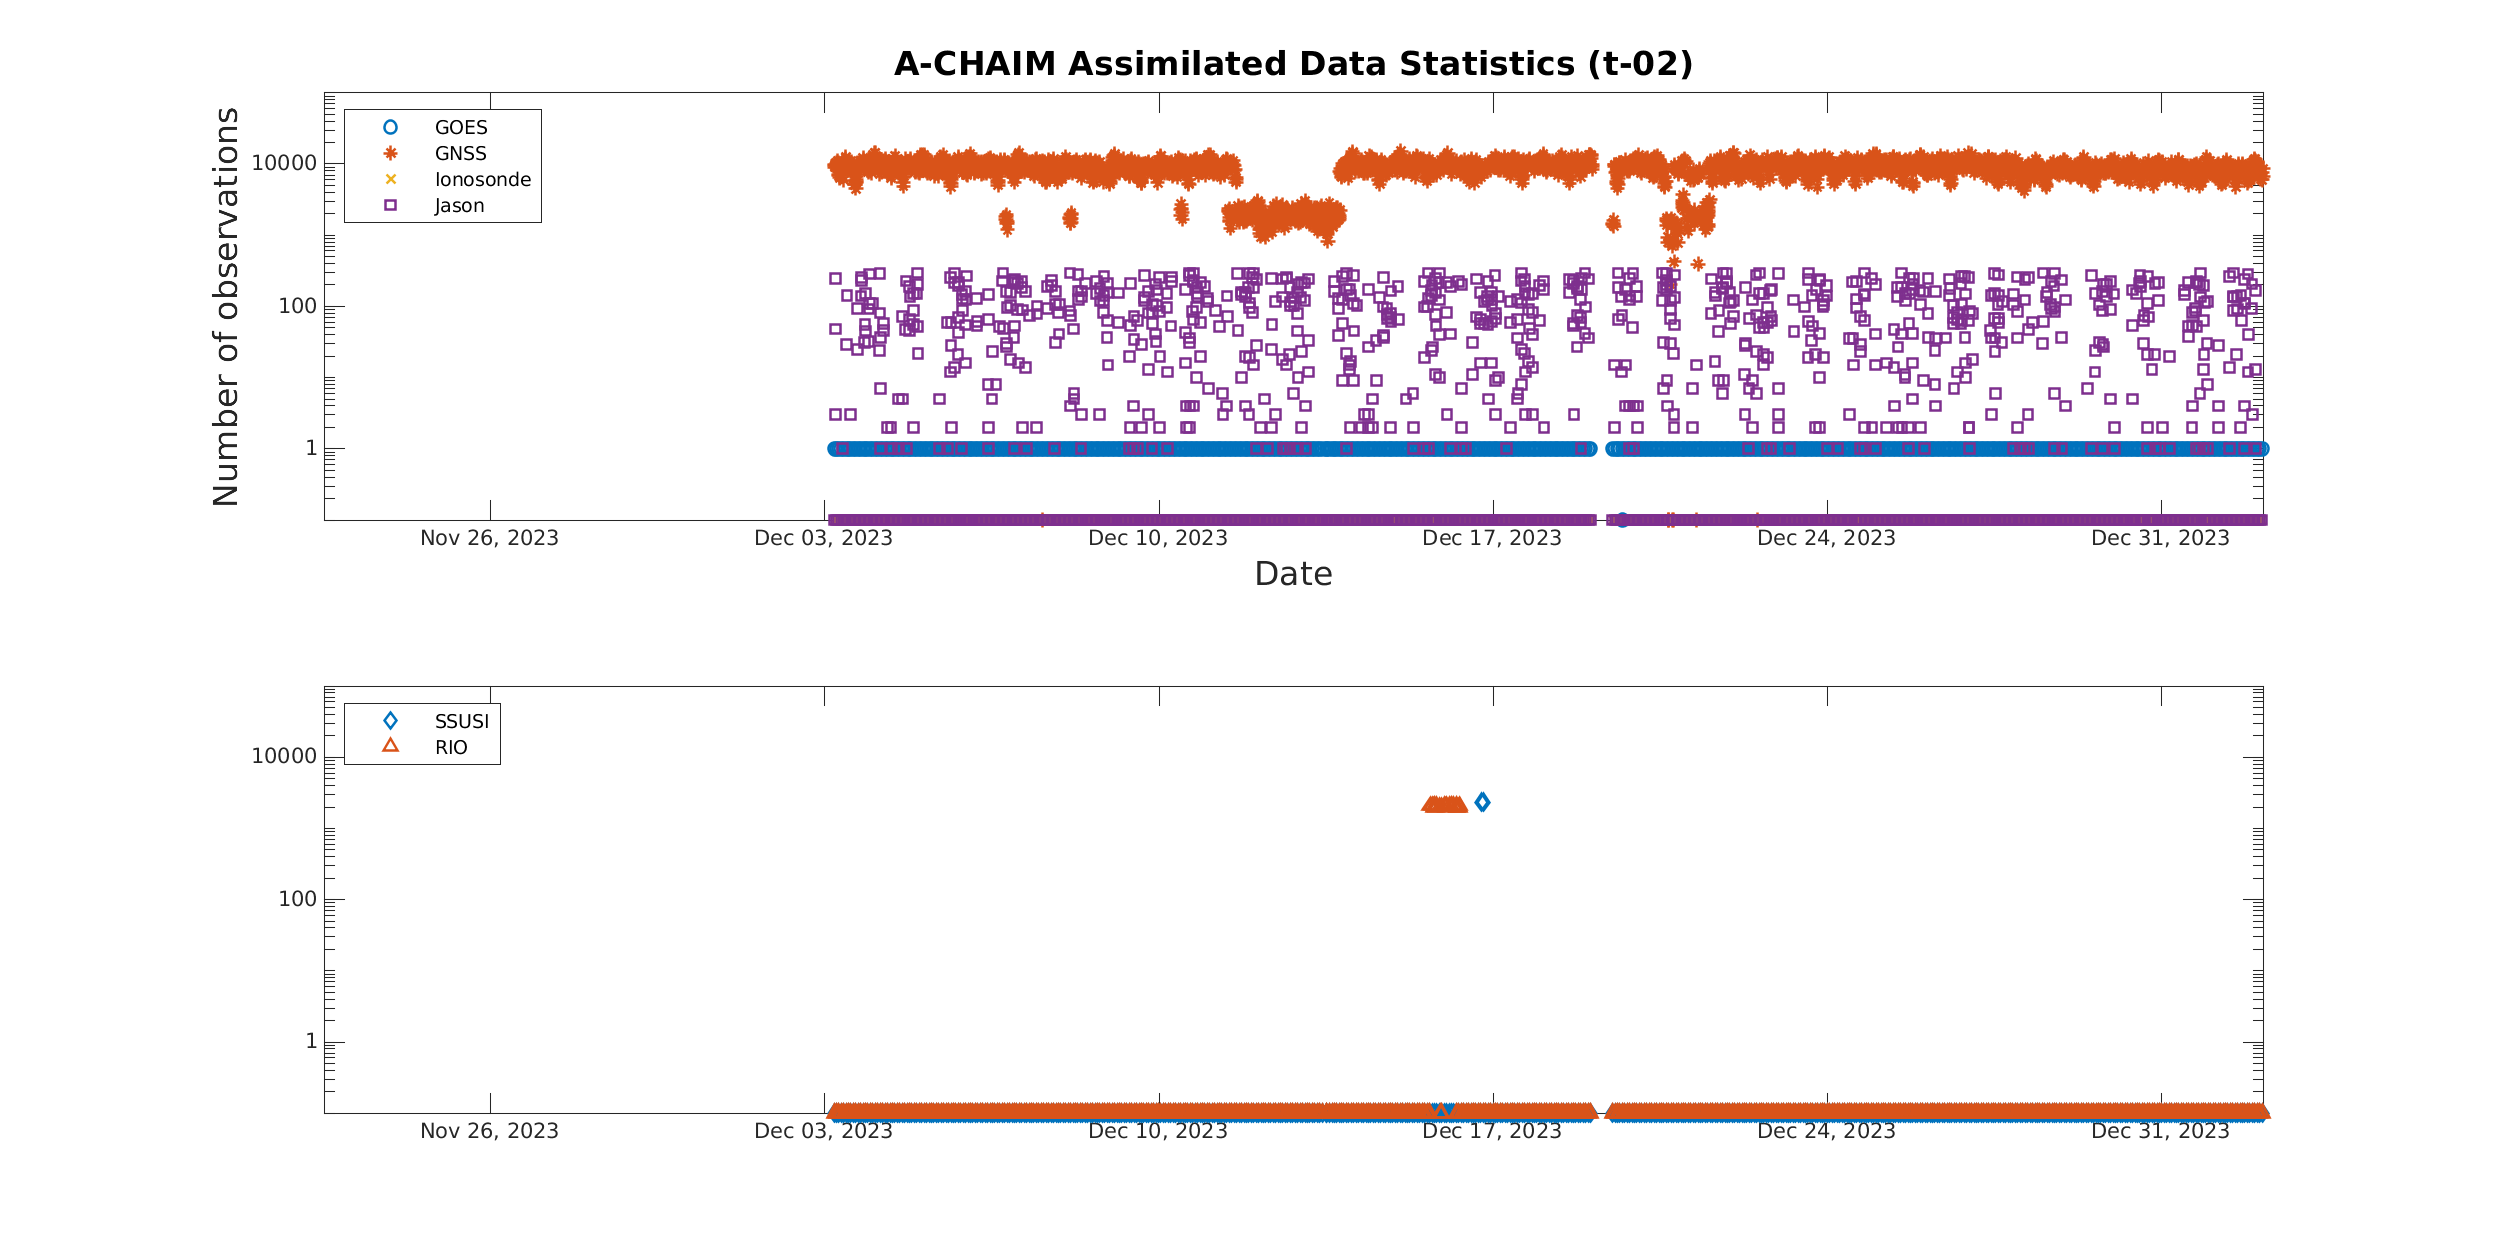 A-CHAIM Assimilated Data Statistics (t-02)
Number of observations
10000
100
1
GOES
GNSS
Ionosonde
Jason
Nov 26, 2023
Dec 03, 2023
Dec 10, 2023
Dec 17, 2023
Dec 24, 2023
Dec 31, 2023
Date
10000
100
1
SSUSI
RIO
Nov 26, 2023
Dec 03, 2023
Dec 10, 2023
Dec 17, 2023
Dec 24, 2023
Dec 31, 2023